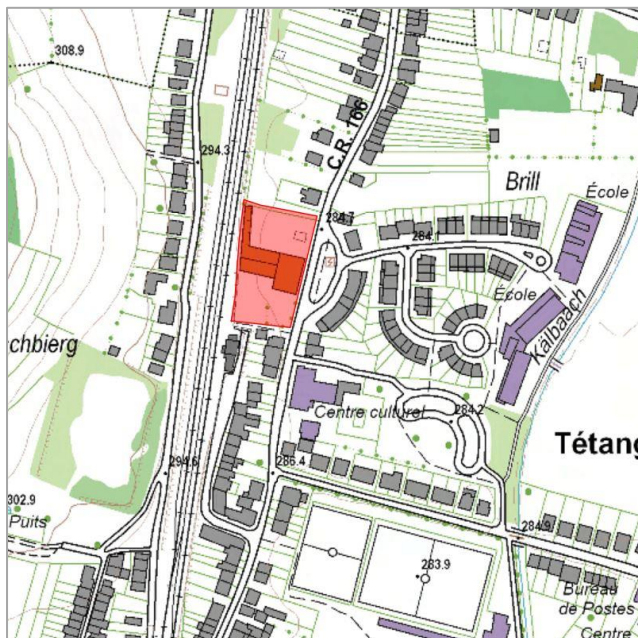 308.9
C.R. 166
294.3
Brill
École
284.7
284.1
École
Kälbaach
chbierg
Centre culturel
284.2
Tétang
294.6
286.4
302.9
Puits
284.9
283.9
Bureau
de Postes
Centre